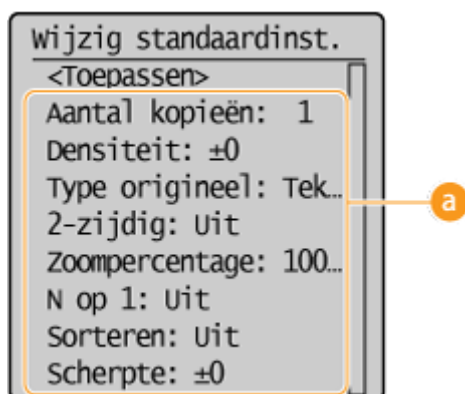 Wijzig standaardinst.
<Toepassen>
Aantal kopieën: 1
Densiteit: ±0
Type origineel: Tek…
2-zijdig: Uit
Zoompercentage: 100…
N op 1: Uit
Sorteren: Uit
Scherpte: ±0
a